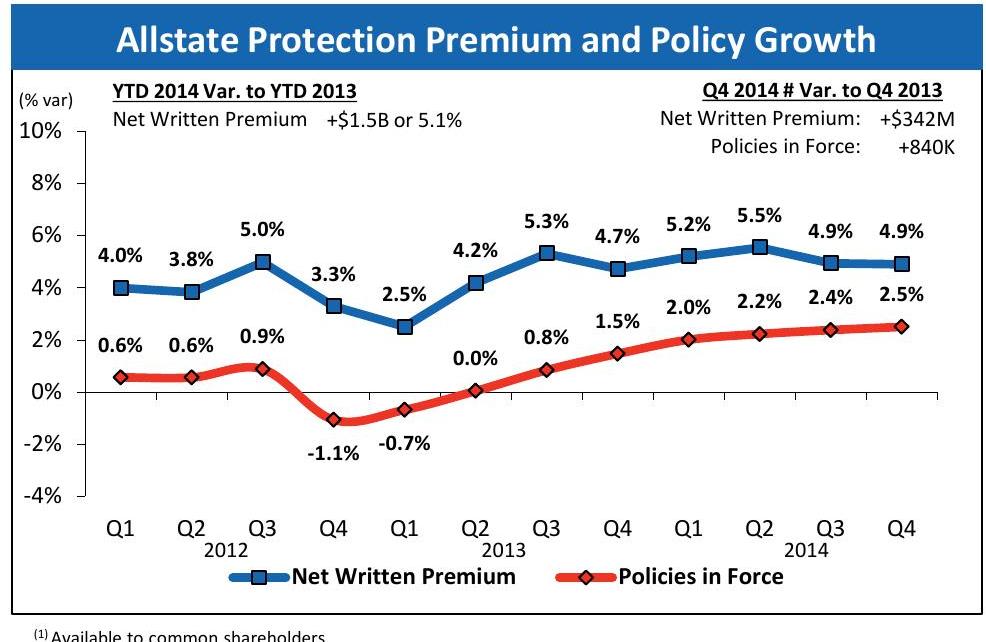 Allstate Protection Premium and Policy Growth
(% var)
YTD 2014 Var. to YTD 2013
Net Written Premium +$1.5B or 5.1%
Q4 2014 # Var. to Q4 2013
Net Written Premium: +$342M
Policies in Force: +840K
10%
8%
6%
4%
2%
0%
-2%
-4%
4.0% 3.8% 5.0% 3.3% 2.5% 4.2% 5.3% 4.7% 5.2% 5.5% 4.9% 4.9%
0.6% 0.6% 0.9% -1.1% -0.7% 0.0% 0.8% 1.5% 2.0% 2.2% 2.4% 2.5%
Q1 Q2 Q3 Q4 Q1 Q2 Q3 Q4 Q1 Q2 Q3 Q4
2012 2013 2014
Net Written Premium Policies in Force
(1) Available to common shareholders